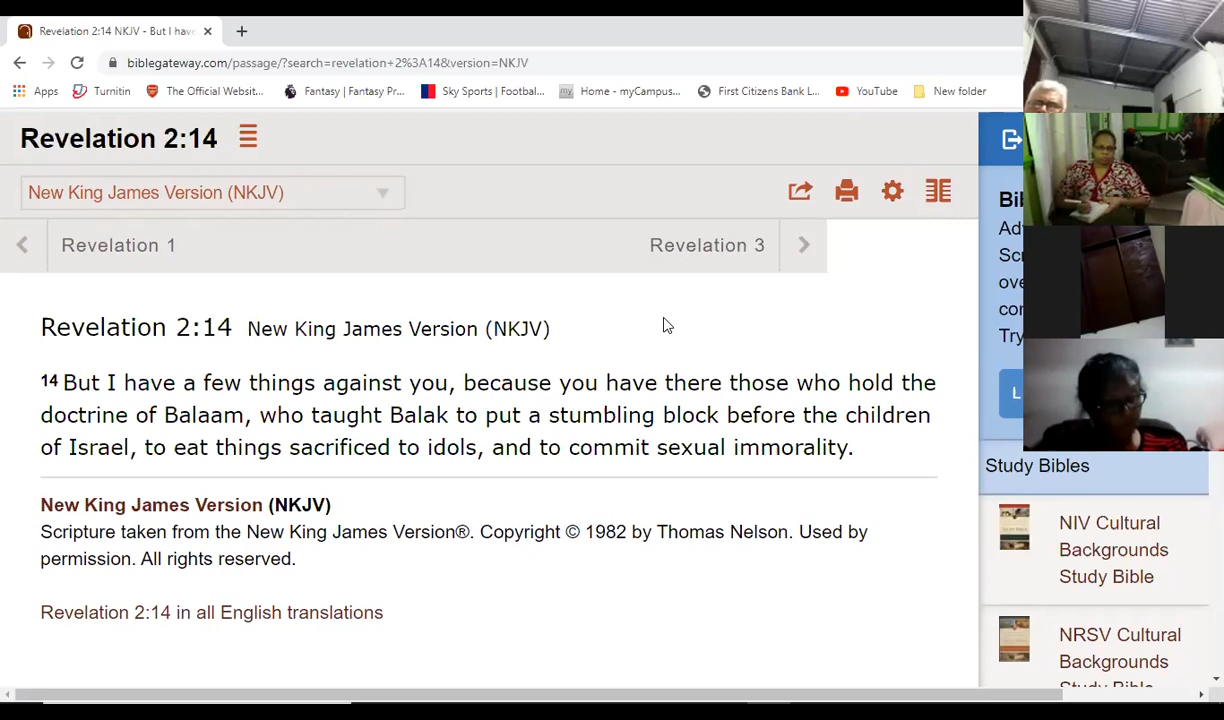 Revelation 2:14 NKJV - But I have
biblegateway.com/passage/?search=revelation+2%3A14&version=NKJV
Apps Turnitin The Official Websit... Fantasy | Fantasy Pr... Sky Sports | Footbal... Home - myCampus... First Citizens Bank L... YouTube New folder
Revelation 2:14
New King James Version (NKJV)
Revelation 1 Revelation 3
Revelation 2:14 New King James Version (NKJV)
14 But I have a few things against you, because you have there those who hold the
doctrine of Balaam, who taught Balak to put a stumbling block before the children
of Israel, to eat things sacrificed to idols, and to commit sexual immorality.
New King James Version (NKJV)
Scripture taken from the New King James Version®. Copyright © 1982 by Thomas Nelson. Used by
permission. All rights reserved.
Revelation 2:14 in all English translations
Study Bibles
NIV Cultural
Backgrounds
Study Bible
NRSV Cultural
Backgrounds